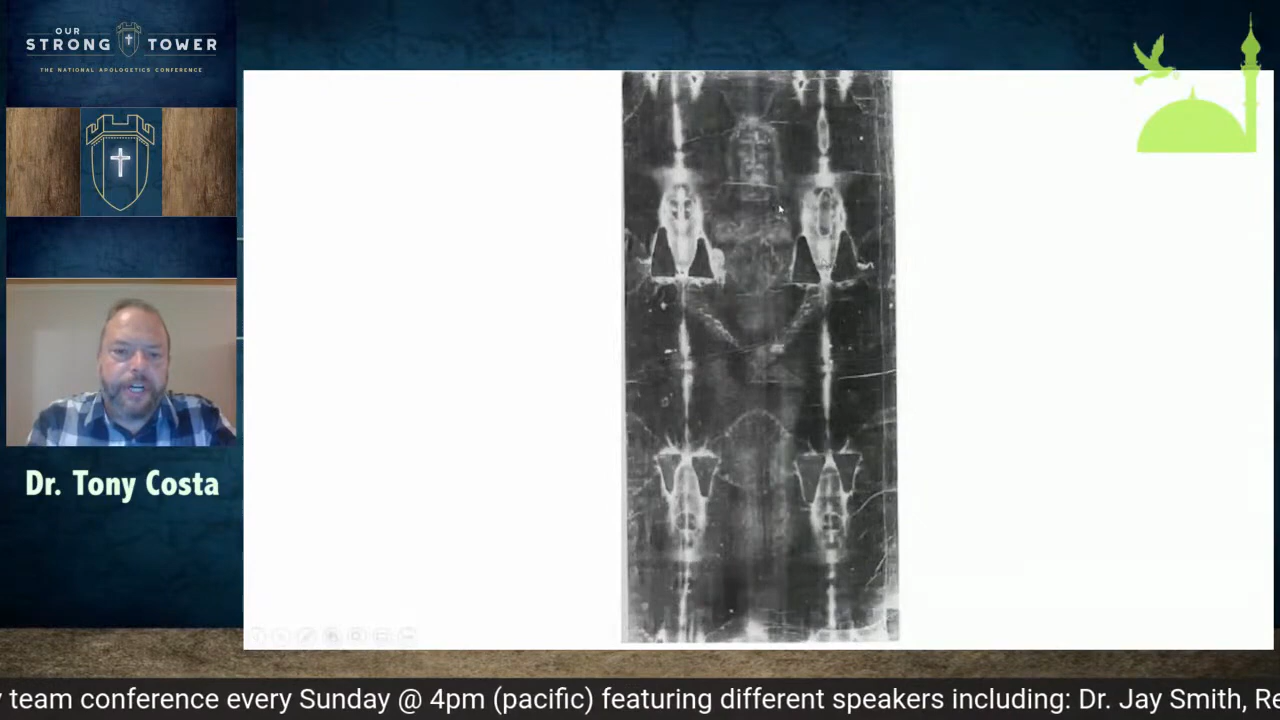 OUR
STRONG TOWER
THE NATIONAL APOLOGETICS CONFERENCE
Dr. Tony Costa
y team conference every Sunday @ 4pm (pacific) featuring different speakers including: Dr. Jay Smith, Re